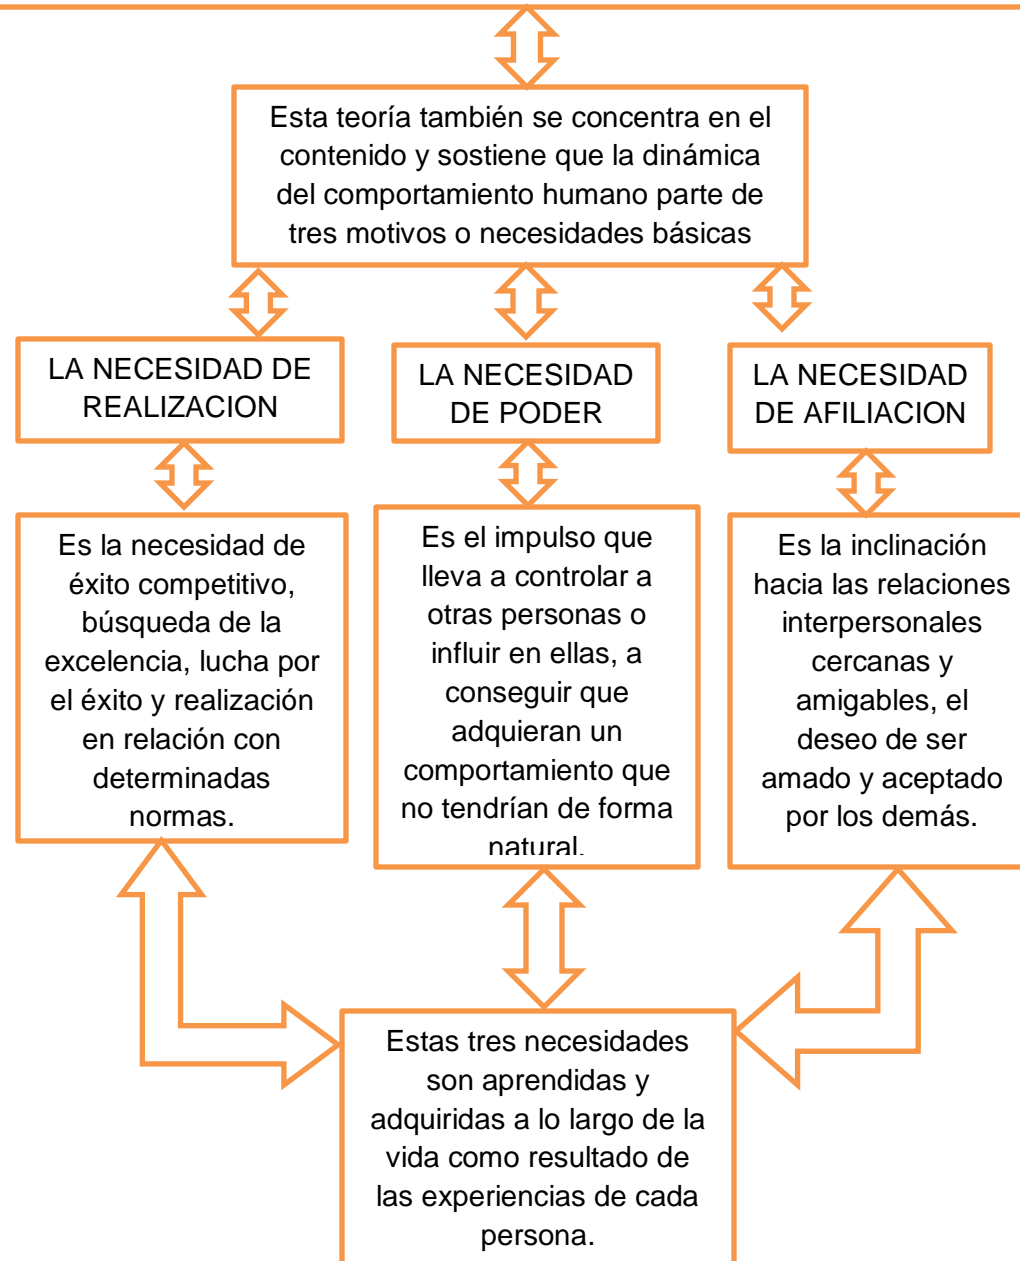 Esta teoría también se concentra en el
contenido y sostiene que la dinámica
del comportamiento humano parte de
tres motivos o necesidades básicas
LA NECESIDAD DE
REALIZACION
LA NECESIDAD
DE PODER
LA NECESIDAD
DE AFILIACION
Es la necesidad de
éxito competitivo,
búsqueda de la
excelencia, lucha por
el éxito y realización
en relación con
determinadas
normas.
Es el impulso que
lleva a controlar a
otras personas o
influir en ellas, a
conseguir que
adquieran un
comportamiento que
no tendrían de forma
natural.
Es la inclinación
hacia las relaciones
interpersonales
cercanas y
amigables, el
deseo de ser
amado y aceptado
por los demás.
Estas tres necesidades
son aprendidas y
adquiridas a lo largo de la
vida como resultado de
las experiencias de cada
persona.